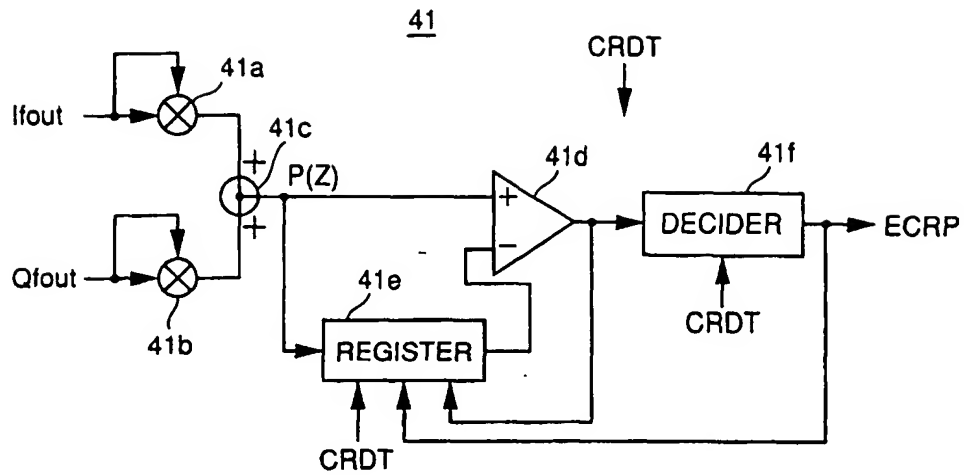 41
CRDT
41a
Ifout
41c
+
P(Z)
41d
41f
+
+
DECIDER
ECRP
−
Qfout
41e
CRDT
41b
REGISTER
CRDT